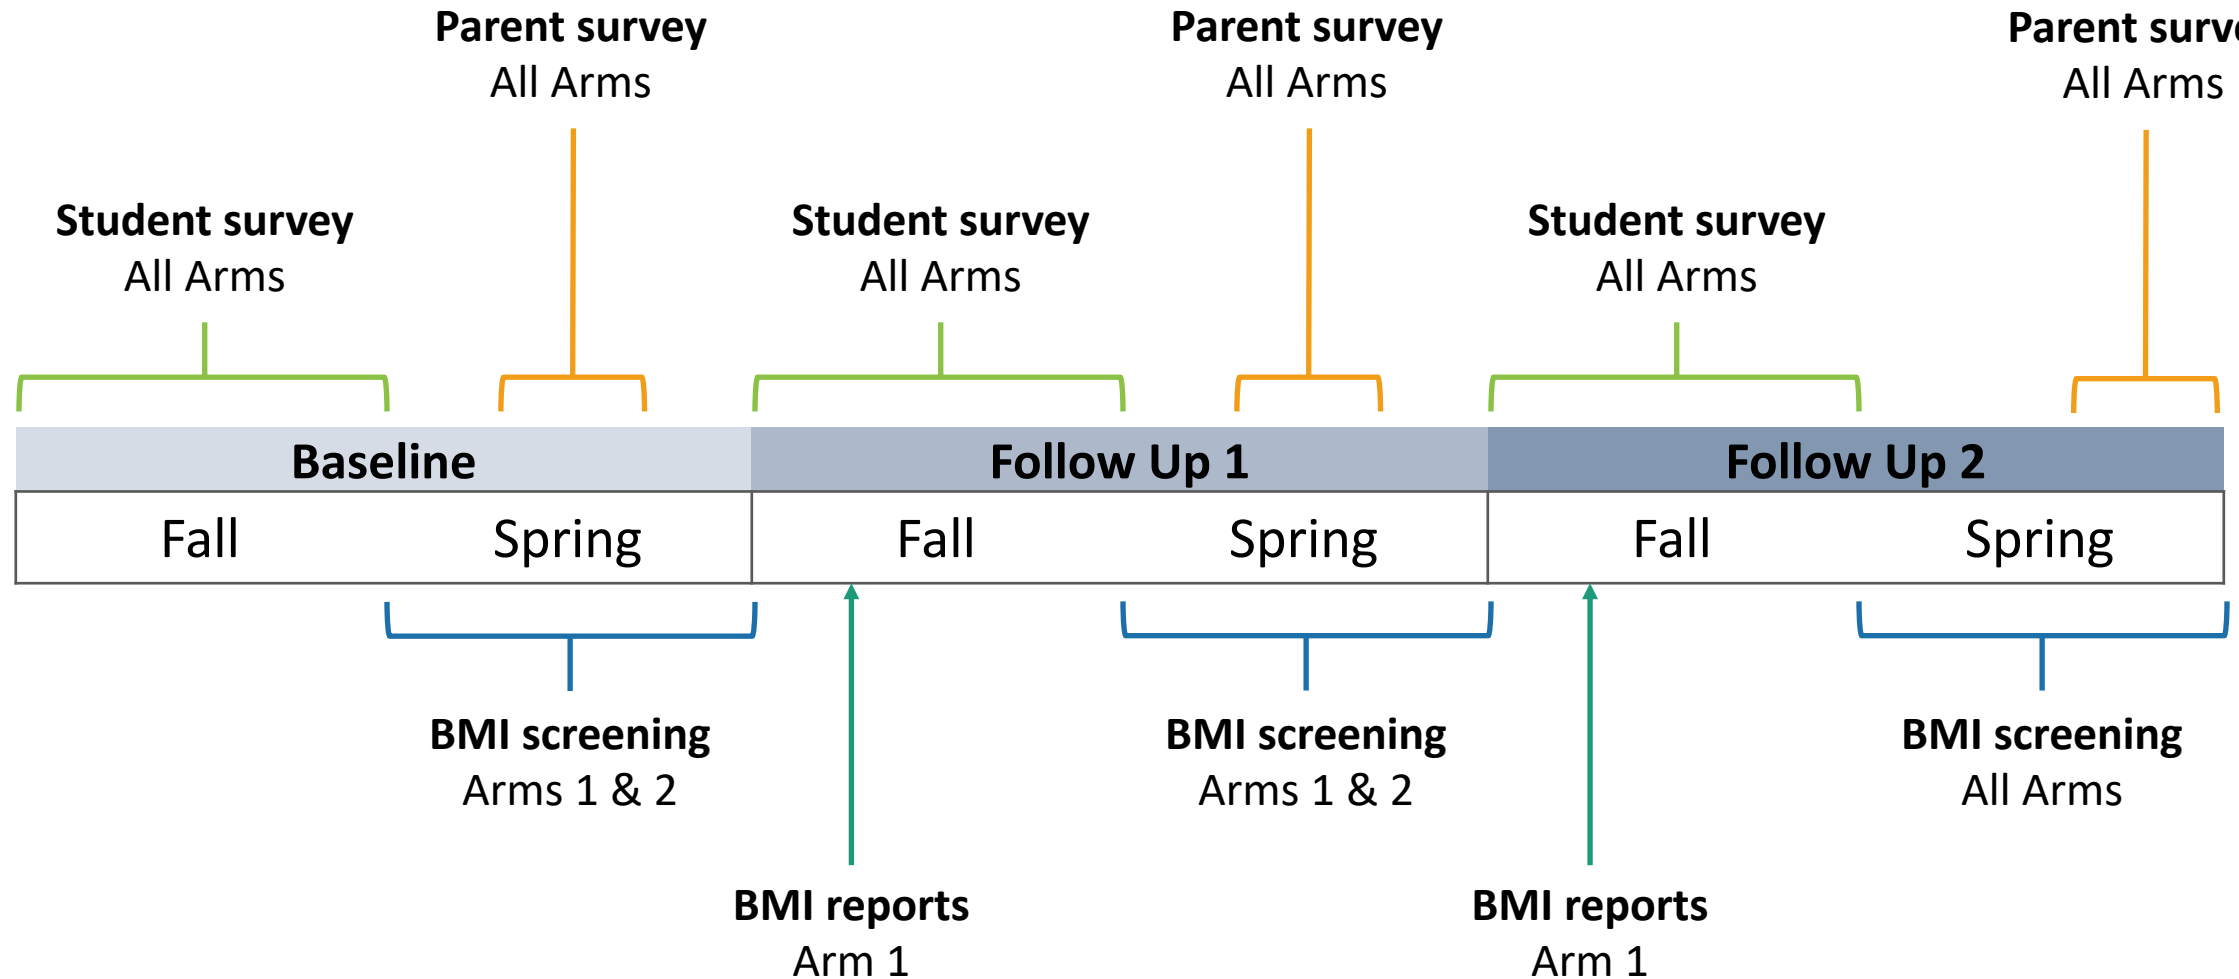 Parent survey
All Arms
Parent survey
All Arms
Parent surve
All Arms
Student survey
All Arms
Student survey
All Arms
Student survey
All Arms
Baseline
Follow Up 1
Follow Up 2
Fall
Spring
Fall
Spring
Fall
Spring
BMI screening
Arms 1 & 2
BMI screening
Arms 1 & 2
BMI screening
All Arms
BMI reports
Arm 1
BMI reports
Arm 1